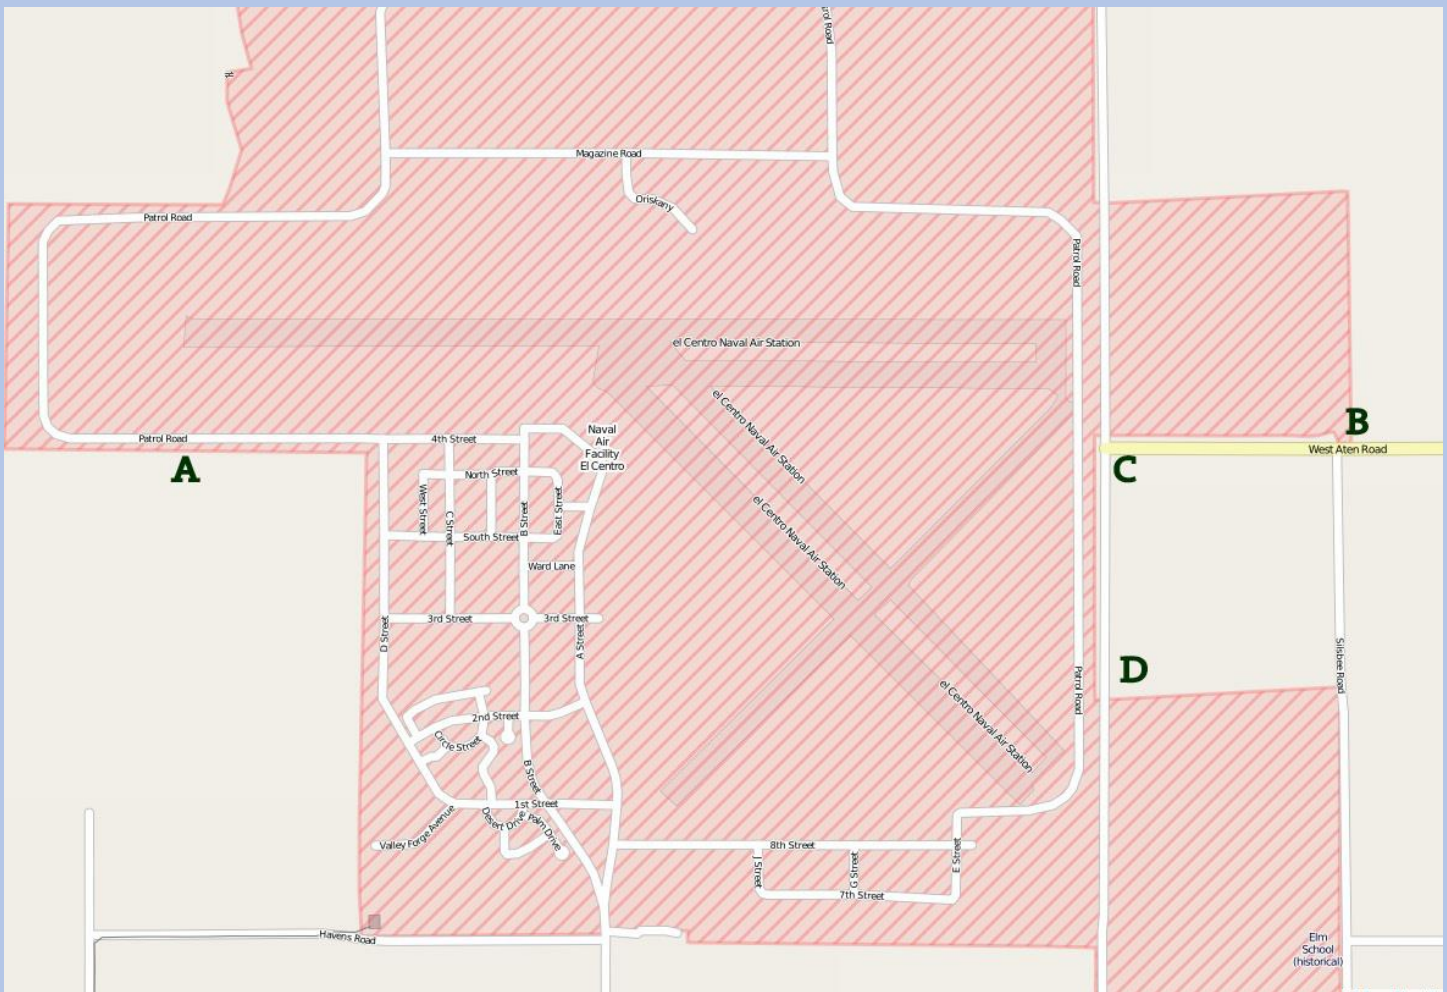 Magazine Road
Oriskany
Patrol Road
Patrol Road
el Centro Naval Air Station
el Centro Naval Air Station
B
West Aten Road
Patrol Road
A
4th Street
Naval
Air
Facility
El Centro
C
North Street
West Street
C Street
B Street
East Street
South Street
el Centro Naval Air Station
Ward Lane
3rd Street
3rd Street
D Street
A Street
D
Silsbee Road
Patrol Road
el Centro Naval Air Station
2nd Street
Circle Street
B Street
1st Street
Desert Drive
Palm Drive
Valley Forge Avenue
8th Street
J Street
G Street
E Street
7th Street
Havens Road
Elm
School
(historical)